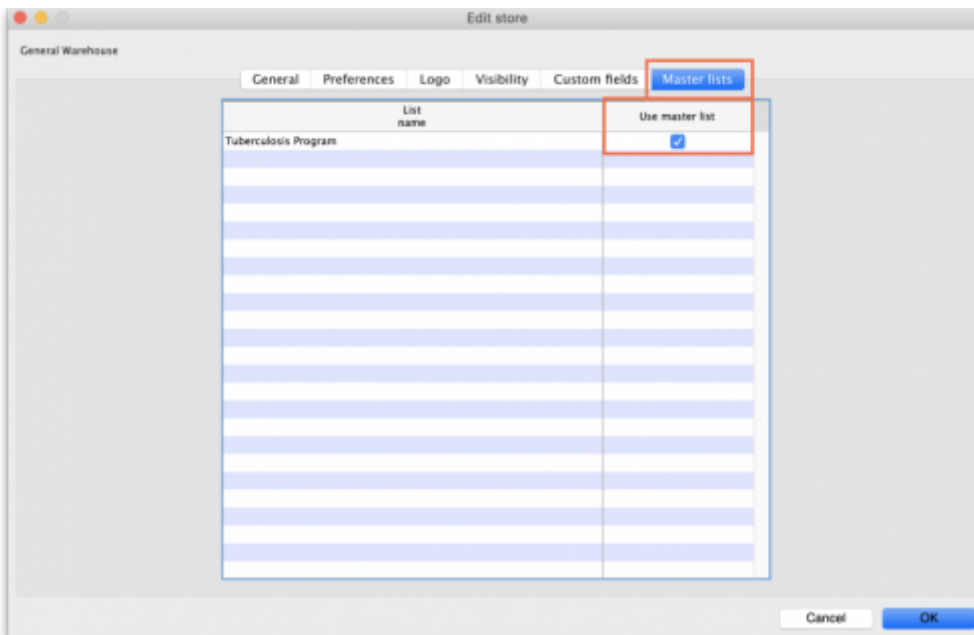 Edit store
General Warehouse
General Preferences Logo Visibility Custom fields Master lists
List
name
Use master list
Tuberculosis Program
Cancel OK